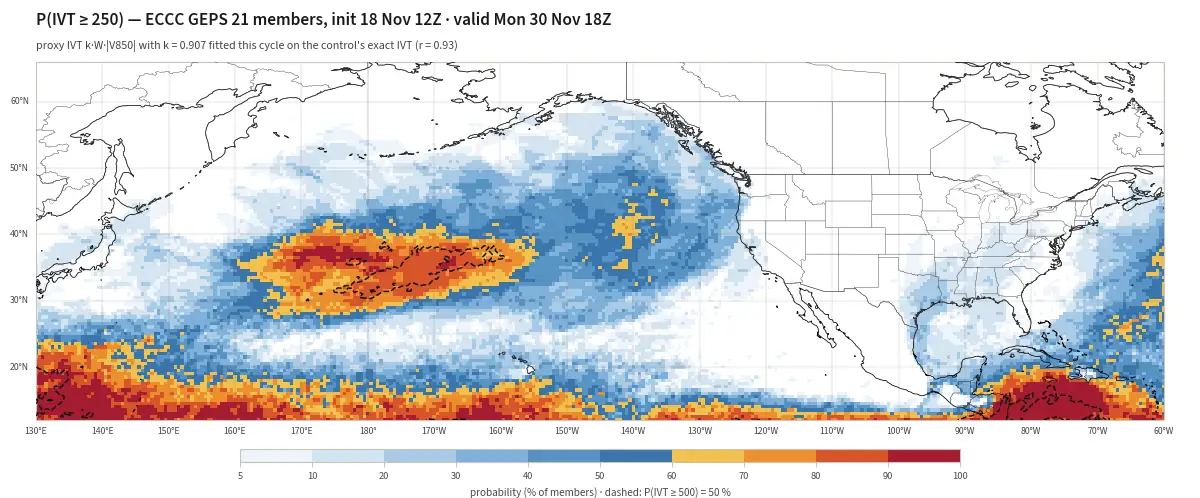 P(IVT ≥ 250) — ECCC GEPS 21 members, init 18 Nov 12Z · valid Mon 30 Nov 18Z
proxy IVT k·W·|V850| with k = 0.907 fitted this cycle on the control's exact IVT (r = 0.93)
60°N
50°N
40°N
30°N
20°N
130°E 140°E 150°E 160°E 170°E 180° 170°W 160°W 150°W 140°W 130°W 120°W 110°W 100°W 90°W 80°W 70°W 60°W
5 10 20 30 40 50 60 70 80 90 100
probability (% of members) · dashed: P(IVT ≥ 500) = 50 %